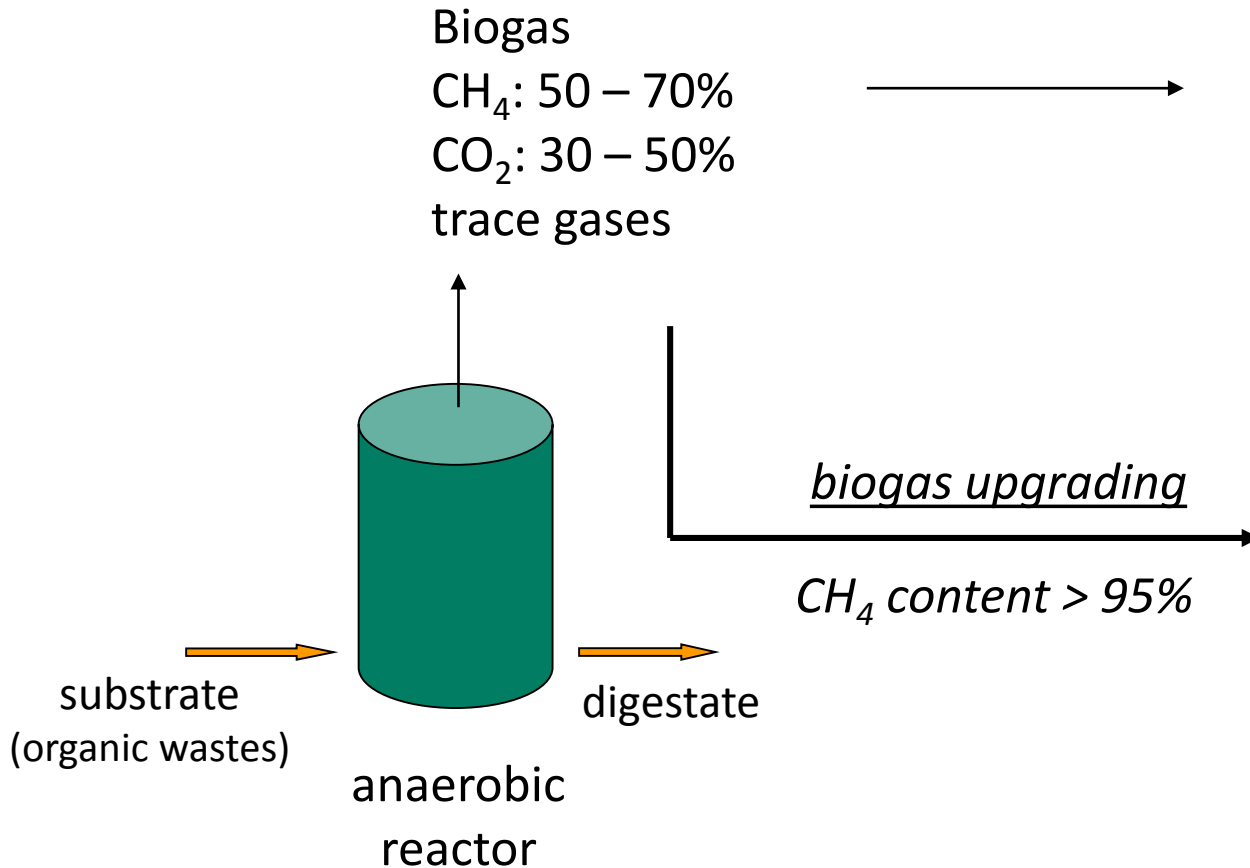 Biogas
CH₄: 50 – 70%
CO₂: 30 – 50%
trace gases
biogas upgrading
CH₄ content > 95%
substrate
(organic wastes)
digestate
anaerobic
reactor